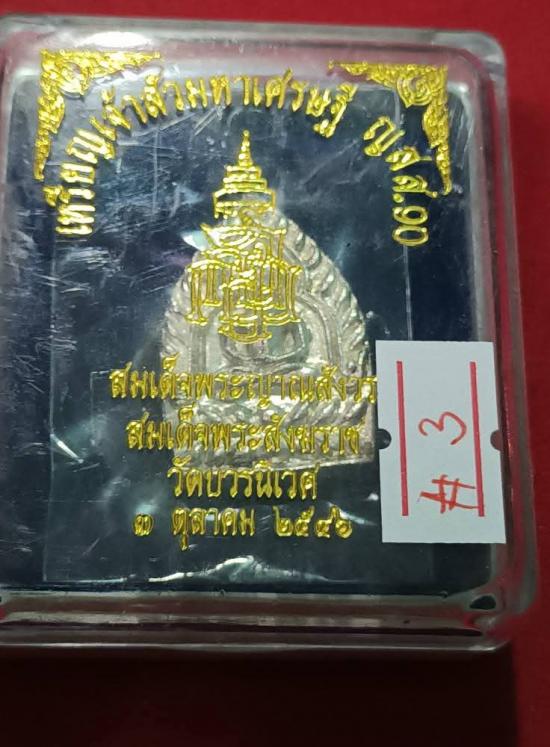 เหรียญเจ้าสัวมหาเศรษฐี ญสส.๙๐
สมเด็จพระญาณสังวร
สมเด็จพระสังฆราช
วัดบวรนิเวศ
๓ ตุลาคม ๒๕๔๖
#3